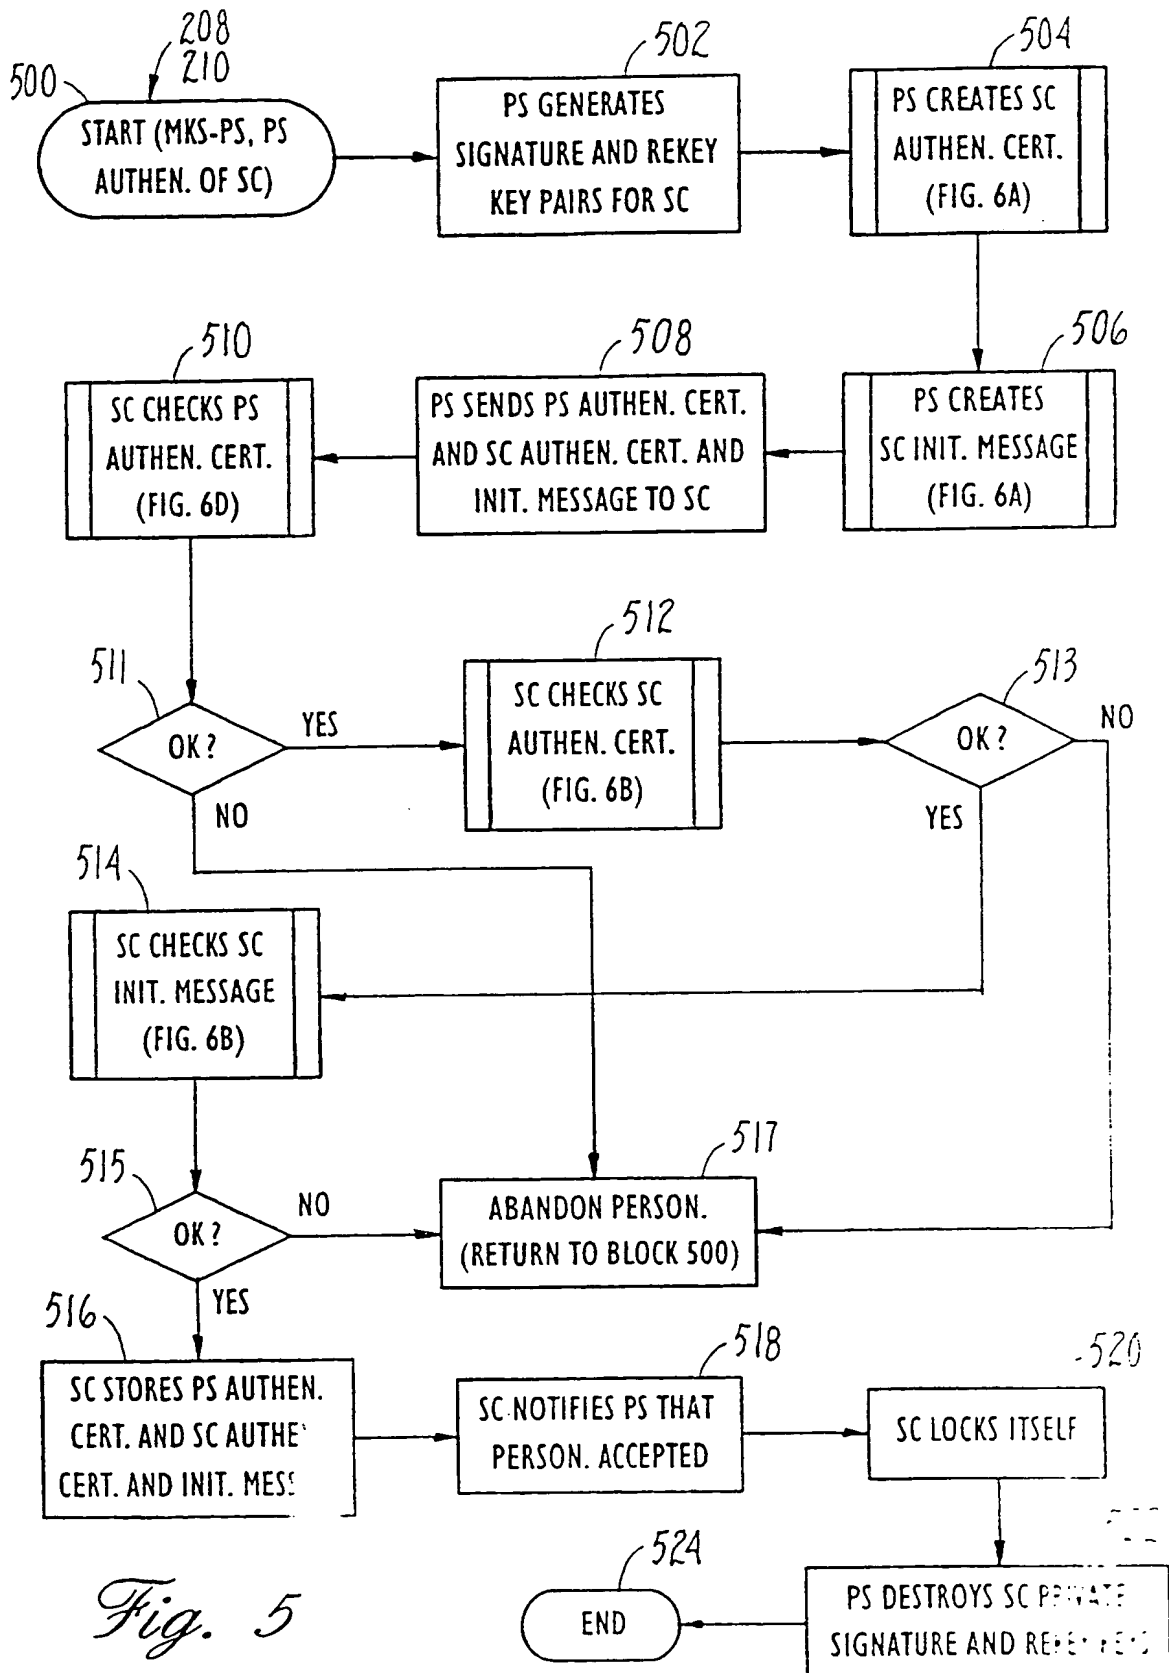 208
210
500
START (MKS-PS, PS
AUTHEN. OF SC)
502
PS GENERATES
SIGNATURE AND REKEY
KEY PAIRS FOR SC
504
PS CREATES SC
AUTHEN. CERT.
(FIG. 6A)
506
PS CREATES
SC INIT. MESSAGE
(FIG. 6A)
508
PS SENDS PS AUTHEN. CERT.
AND SC AUTHEN. CERT. AND
INIT. MESSAGE TO SC
510
SC CHECKS PS
AUTHEN. CERT.
(FIG. 6D)
511
OK?
YES
NO
512
SC CHECKS SC
AUTHEN. CERT.
(FIG. 6B)
513
OK?
NO
YES
514
SC CHECKS SC
INIT. MESSAGE
(FIG. 6B)
515
OK?
NO
YES
517
ABANDON PERSON.
(RETURN TO BLOCK 500)
516
SC STORES PS AUTHEN.
CERT. AND SC
CERT. AND INIT.
518
SC NOTIFIES PS THAT
PERSON. ACCEPTED
520
SC LOCKS ITSELF
PS DESTROYS SC PRIVATE
SIGNATURE AND
524
END
Fig. 5